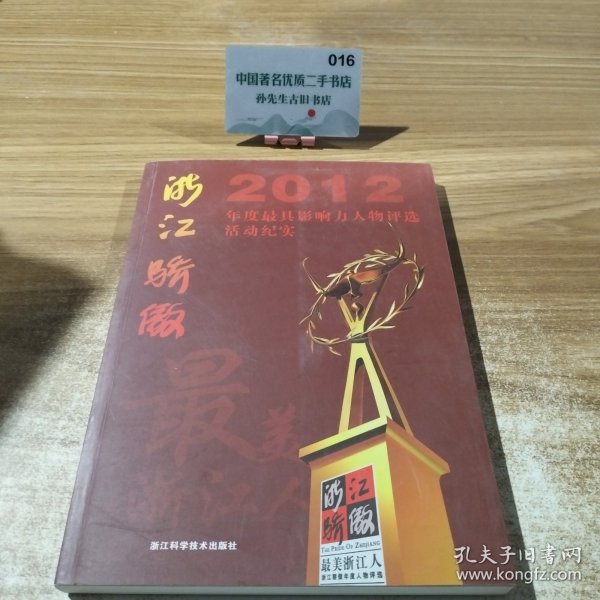 016
中国著名优质二手书店
孙先生古旧书店
浙江骄傲
2012
年度最具影响力人物评选
活动纪实
最美
浙江人
浙江
骄傲
THE PRIDE OF ZHEJIANG
最美浙江人
浙江骄傲年度人物评选
浙江科学技术出版社
孔夫子旧书网
www.kongfz.com